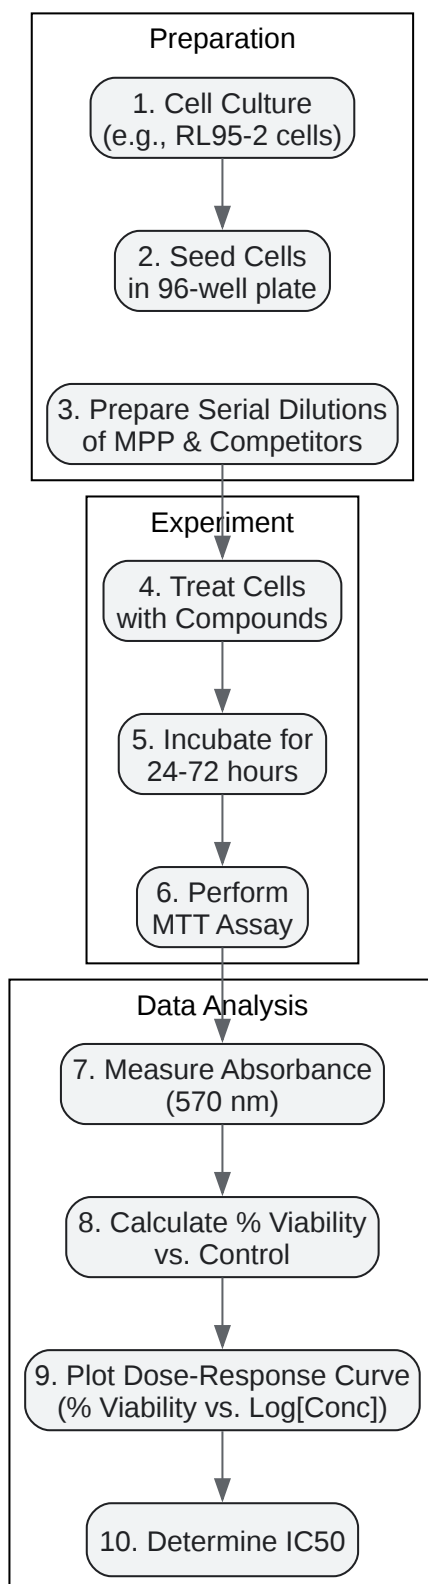 Preparation
1. Cell Culture
(e.g., RL95-2 cells)
2. Seed Cells
in 96-well plate
3. Prepare Serial Dilutions
of MPP & Competitors
Experiment
4. Treat Cells
with Compounds
5. Incubate for
24-72 hours
6. Perform
MTT Assay
Data Analysis
7. Measure Absorbance
(570 nm)
8. Calculate % Viability
vs. Control
9. Plot Dose-Response Curve
(% Viability vs. Log[Conc])
10. Determine IC50